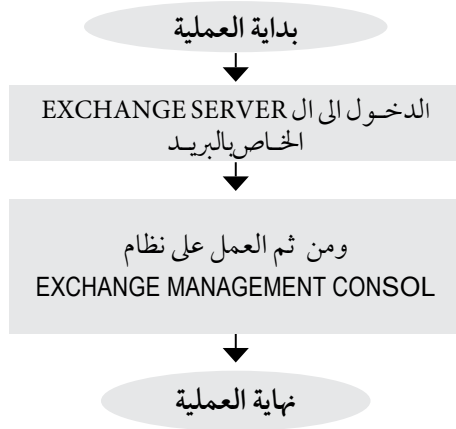 بداية العملية
الدخـول الى ال EXCHANGE SERVER
الخـاص بالبريـد
ومن ثم العمل على نظام
EXCHANGE MANAGEMENT CONSOL
نهاية العملية